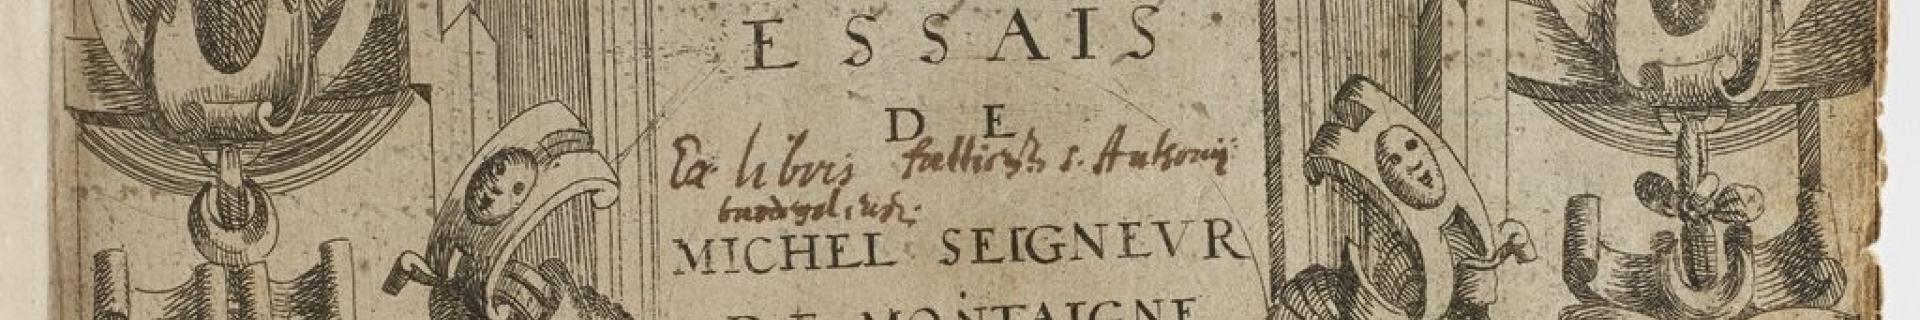 ESSAIS
DE
Ex libris s. Antonij
MICHEL SEIGNEVR
DE MONTAIGNE